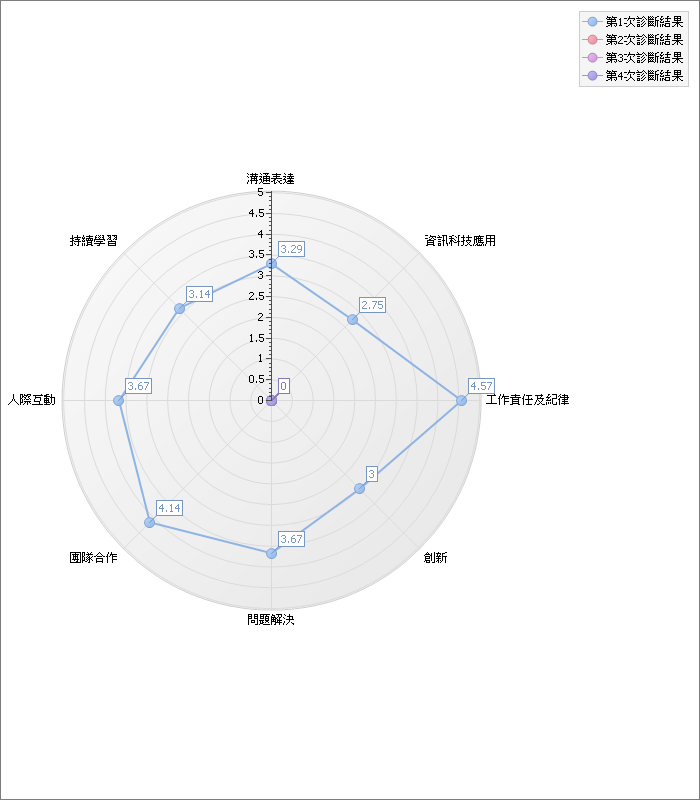 第1次診斷結果
第2次診斷結果
第3次診斷結果
第4次診斷結果
溝通表達
5
4.5
4
3.5
3
2.5
2
1.5
1
0.5
0
持續學習
資訊科技應用
3.29
3.14
2.75
3.67
0
4.57
人際互動
工作責任及紀律
3
4.14
3.67
團隊合作
創新
問題解決